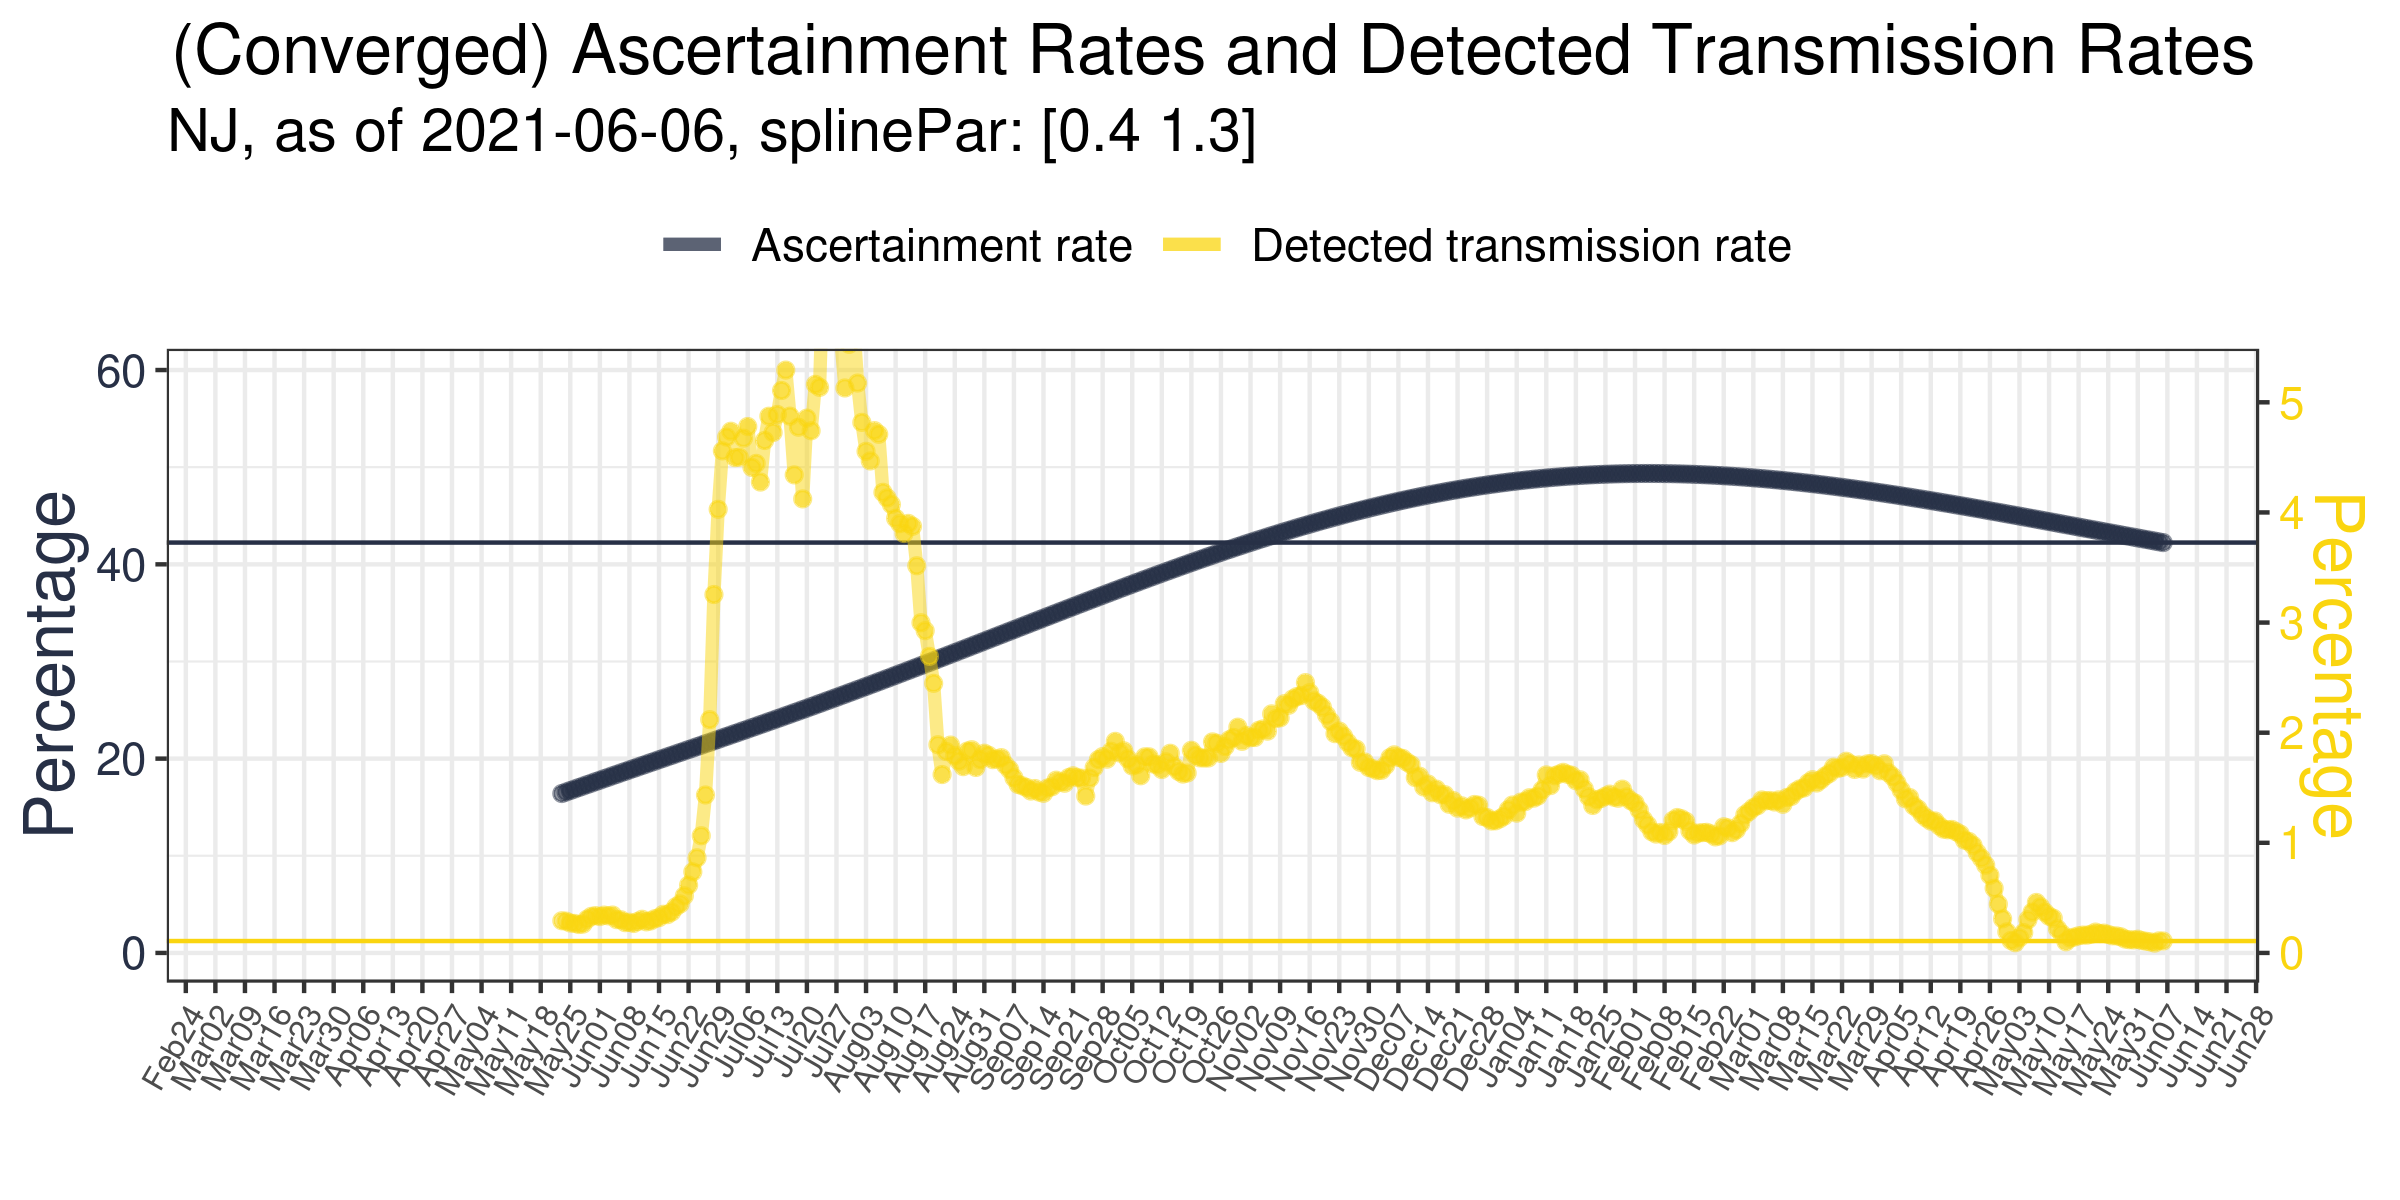 (Converged) Ascertainment Rates and Detected Transmission Rates
NJ, as of 2021-06-06, splinePar: [0.4 1.3]
Ascertainment rate
Detected transmission rate
Percentage
60
40
20
0
5
4
3
2
1
0
Percentage
Feb24
Mar02
Mar09
Mar16
Mar23
Mar30
Apr06
Apr13
Apr20
Apr27
May04
May11
May18
May25
Jun01
Jun08
Jun15
Jun22
Jun29
Jul06
Jul13
Jul20
Jul27
Aug03
Aug10
Aug17
Aug24
Aug31
Sep07
Sep14
Sep21
Sep28
Oct05
Oct12
Oct19
Oct26
Nov02
Nov09
Nov16
Nov23
Nov30
Dec07
Dec14
Dec21
Dec28
Jan04
Jan11
Jan18
Jan25
Feb01
Feb08
Feb15
Feb22
Mar01
Mar08
Mar15
Mar22
Mar29
Apr05
Apr12
Apr19
Apr26
May03
May10
May17
May24
May31
Jun07
Jun14
Jun21
Jun28